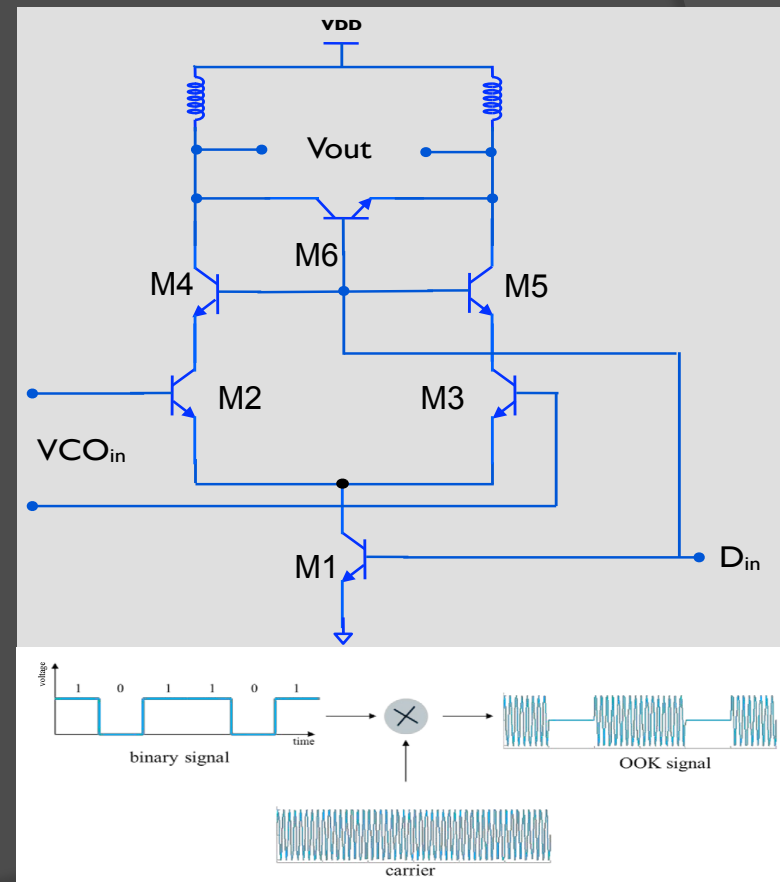 VDD
Vout
M6
M4
M5
M2
M3
VCOin
M1
Din
voltage
1 0 1 1 0 1
time
binary signal
OOK signal
carrier